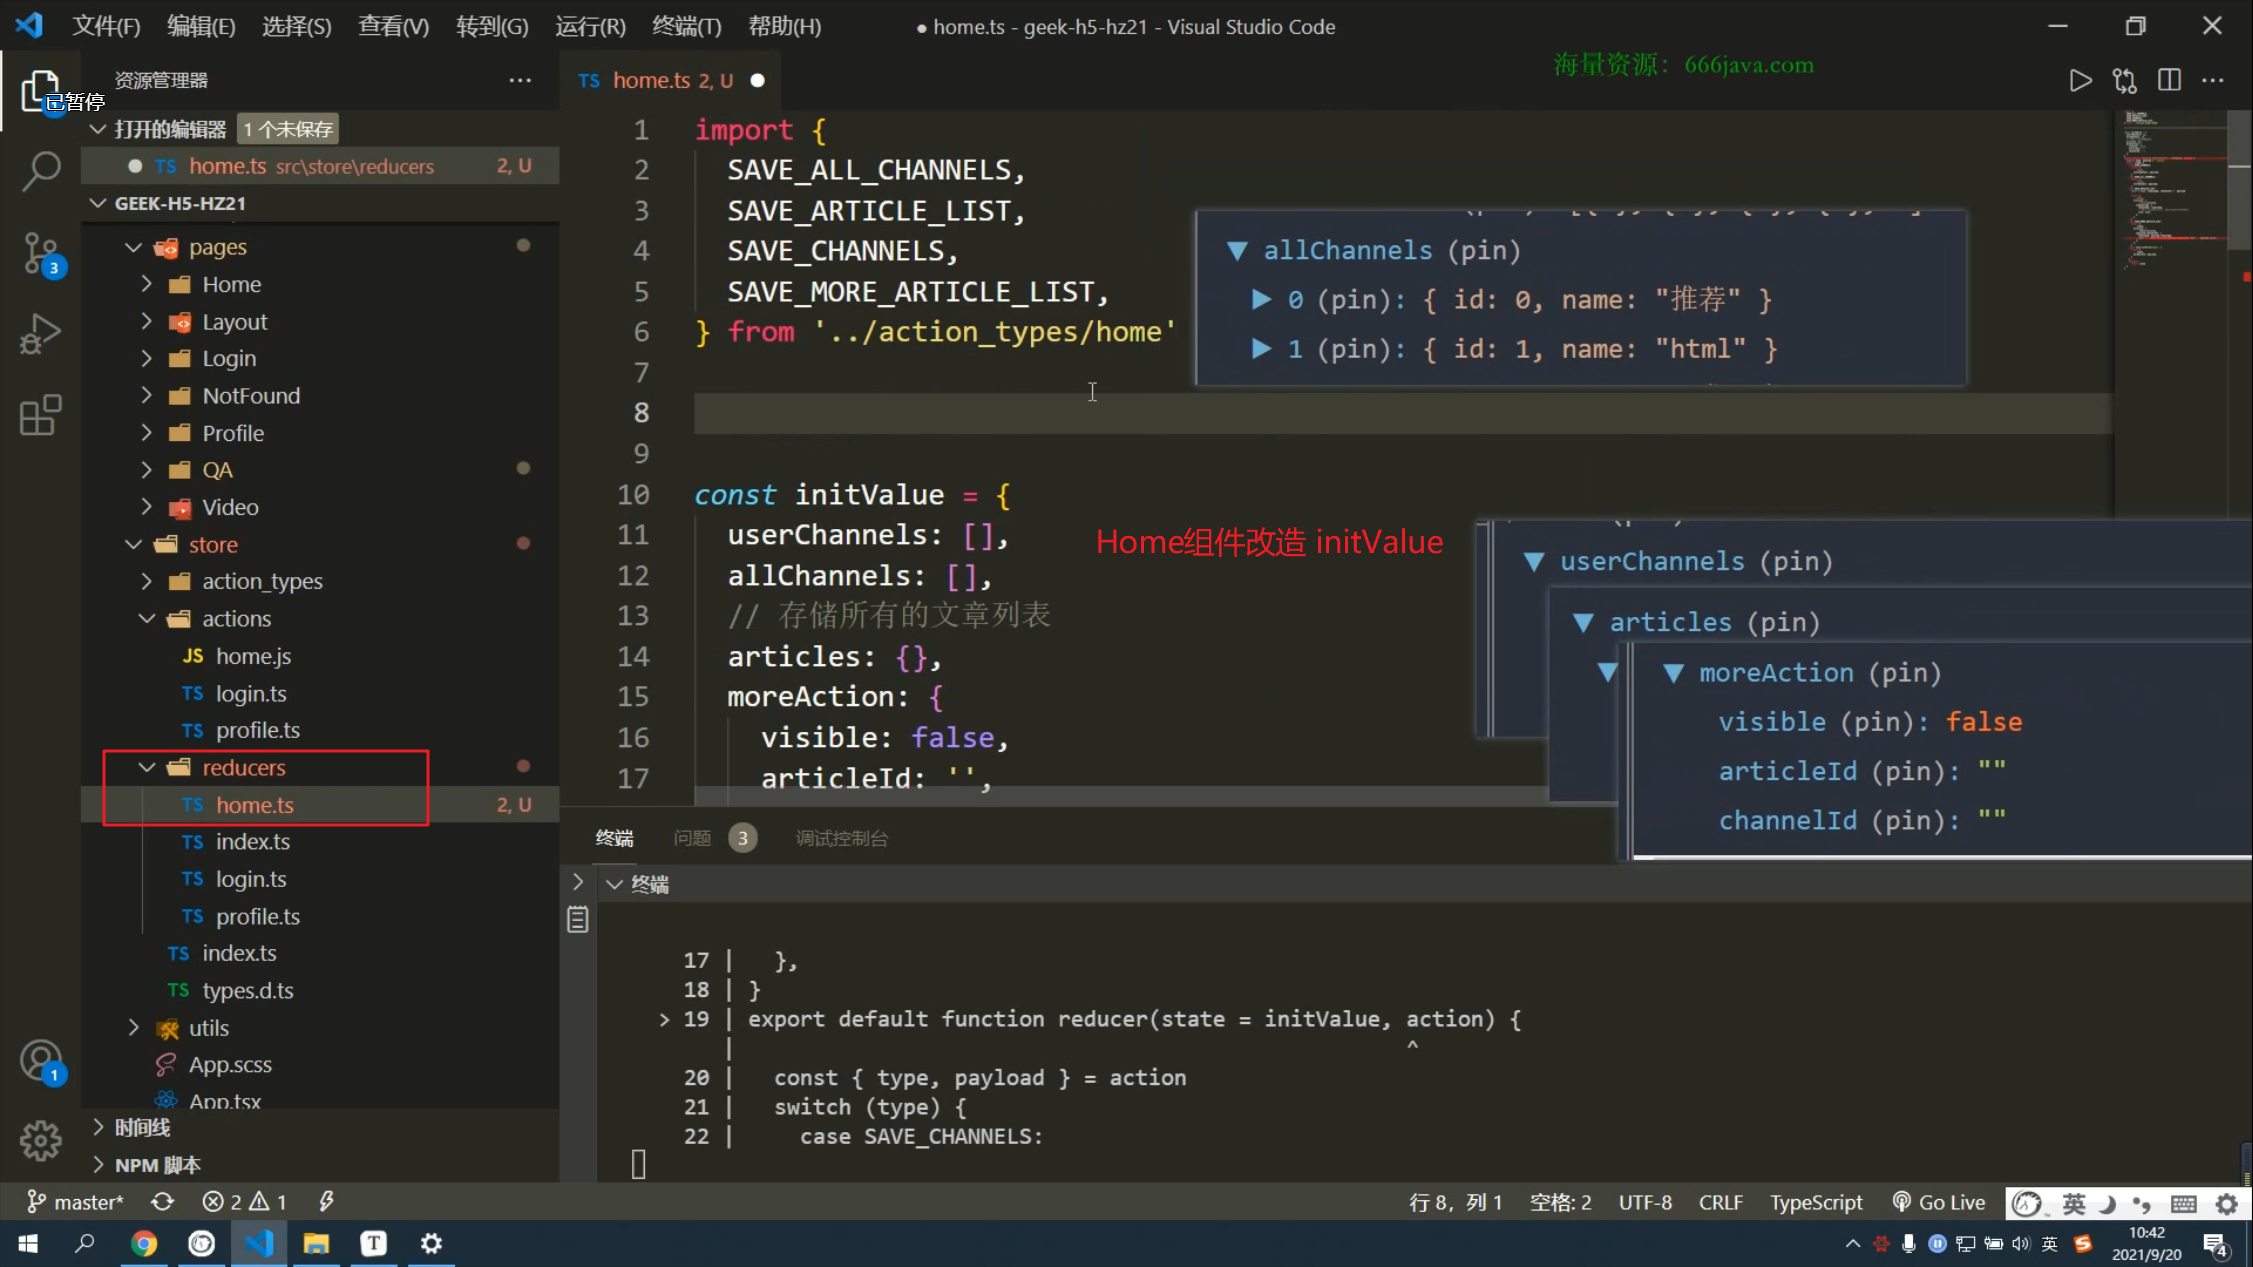 文件(F) 编辑(E) 选择(S) 查看(V) 转到(G) 运行(R) 终端(T) 帮助(H)
● home.ts - geek-h5-hz21 - Visual Studio Code
海量资源：666java.com
资源管理器
已暂停
TS home.ts 2, U
打开的编辑器 1 个未保存
TS home.ts src\store\reducers 2, U
GEEK-H5-HZ21
pages
Home
Layout
Login
NotFound
Profile
QA
Video
store
action_types
actions
JS home.js
TS login.ts
TS profile.ts
reducers
TS home.ts 2, U
TS index.ts
TS login.ts
TS profile.ts
TS index.ts
TS types.d.ts
utils
App.scss
App.tsx
时间线
NPM 脚本
3
1
1 import {
2 SAVE_ALL_CHANNELS,
3 SAVE_ARTICLE_LIST,
4 SAVE_CHANNELS,
5 SAVE_MORE_ARTICLE_LIST,
6 } from '../action_types/home'
7
8
9
10 const initValue = {
11 userChannels: [],
12 allChannels: [],
13 // 存储所有的文章列表
14 articles: {},
15 moreAction: {
16 visible: false,
17 articleId: '',
allChannels (pin)
0 (pin): { id: 0, name: "推荐" }
1 (pin): { id: 1, name: "html" }
Home组件改造 initValue
userChannels (pin)
articles (pin)
moreAction (pin)
visible (pin): false
articleId (pin): ""
channelId (pin): ""
终端 问题 3 调试控制台
终端
17 | },
18 | }
> 19 | export default function reducer(state = initValue, action) {
| ^
20 | const { type, payload } = action
21 | switch (type) {
22 | case SAVE_CHANNELS:
master* 2 1 行 8，列 1 空格: 2 UTF-8 CRLF TypeScript Go Live 英
T 英 10:42
2021/9/20 4